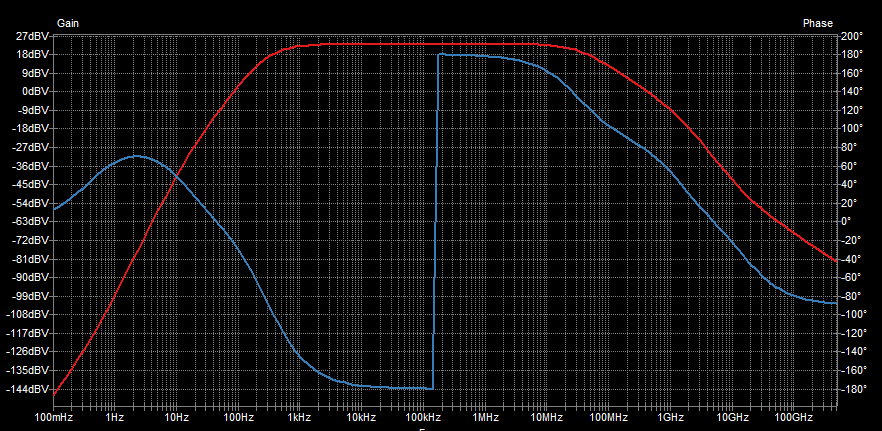 Gain Phase
27dBV 200°
18dBV 180°
9dBV 160°
0dBV 140°
-9dBV 120°
-18dBV 100°
-27dBV 80°
-36dBV 60°
-45dBV 40°
-54dBV 20°
-63dBV 0°
-72dBV -20°
-81dBV -40°
-90dBV -60°
-99dBV -80°
-108dBV -100°
-117dBV -120°
-126dBV -140°
-135dBV -160°
-144dBV -180°
100mHz 1Hz 10Hz 100Hz 1kHz 10kHz 100kHz 1MHz 10MHz 100MHz 1GHz 10GHz 100GHz